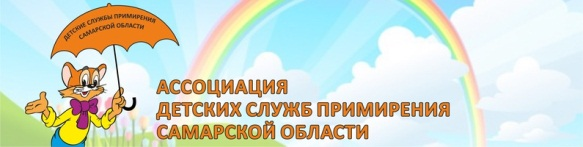 ДЕТСКИЕ СЛУЖБЫ ПРИМИРЕНИЯ
САМАРСКОЙ ОБЛАСТИ
АССОЦИАЦИЯ
ДЕТСКИХ СЛУЖБ ПРИМИРЕНИЯ
САМАРСКОЙ ОБЛАСТИ